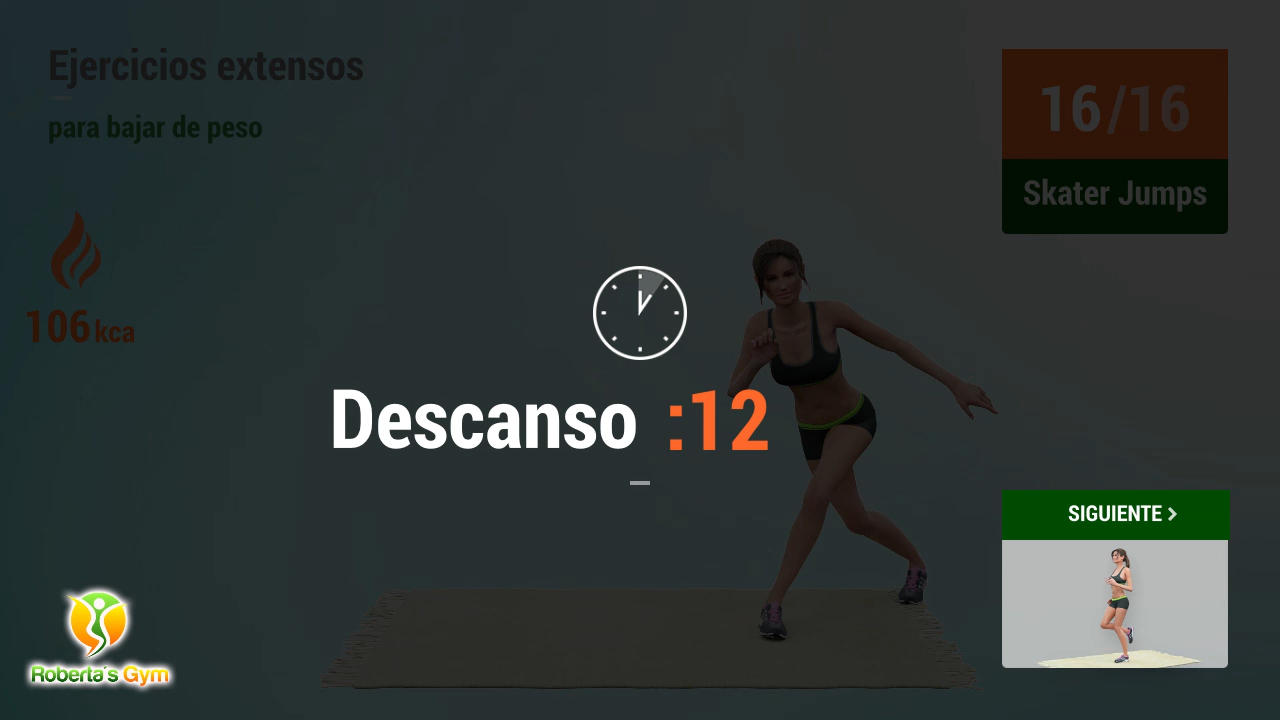 Ejercicios extensos
para bajar de peso
16/16
Skater Jumps
106 kca
Descanso :12
SIGUIENTE >
Roberta´s Gym